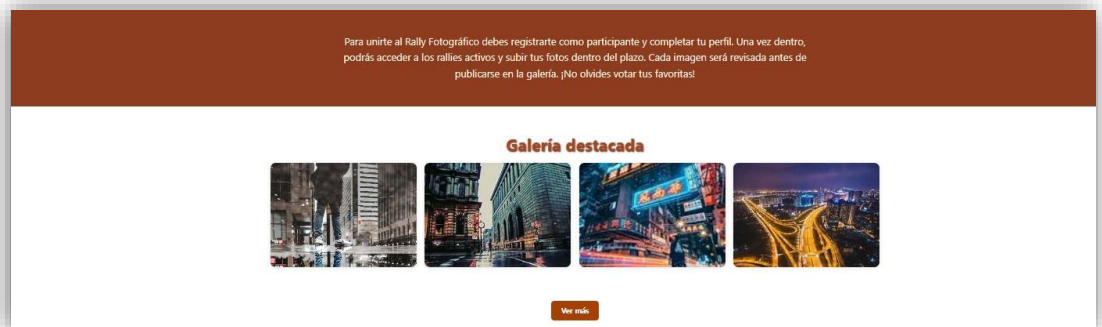 Para unirte al Rally Fotográfico debes registrarte como participante y completar tu perfil. Una vez dentro,
podrás acceder a los rallies activos y subir tus fotos dentro del plazo. Cada imagen será revisada antes de
publicarse en la galería. ¡No olvides votar tus favoritas!
Galería destacada
Ver más